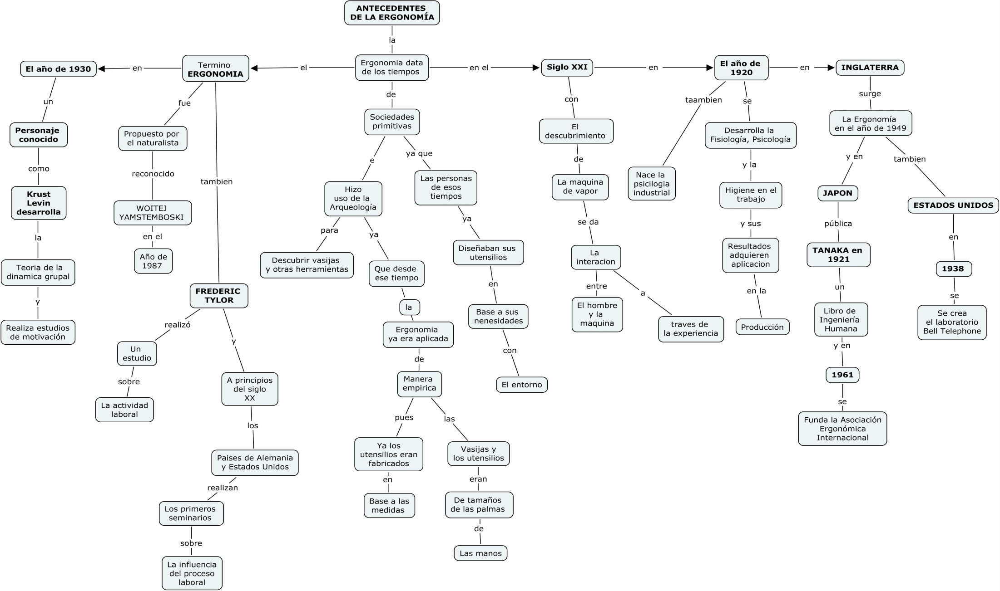 ANTECEDENTES
DE LA ERGONOMÍA
la
Ergonomia data
de los tiempos
el
Termino
ERGONOMIA
en
El año de 1930
un
Personaje
conocido
como
Krust
Levin
desarrolla
la
Teoria de la
dinamica grupal
y
Realiza estudios
de motivación
fue
Propuesto por
el naturalista
reconocido
WOITEJ
YAMSTEMBOSKI
en el
Año de
1987
tambien
FREDERIC
TYLOR
realizó
Un
estudio
sobre
La actividad
laboral
y
A principios
del siglo
XX
los
Paises de Alemania
y Estados Unidos
realizan
Los primeros
seminarios
sobre
La influencia
del proceso
laboral
de
Sociedades
primitivas
e
Hizo
uso de la
Arqueología
para
Descubrir vasijas
y otras herramientas
ya
Que desde
ese tiempo
la
Ergonomia
ya era aplicada
de
Manera
empirica
pues
Ya los
utensilios eran
fabricados
en
Base a las
medidas
las
Vasijas y
los utensilios
eran
De tamaños
de las palmas
de
Las manos
ya que
Las personas
de esos
tiempos
ya
Diseñaban sus
utensilios
en
Base a sus
nenesidades
con
El entorno
en el
Siglo XXI
con
El
descubrimiento
de
La maquina
de vapor
se da
La
interacion
entre
El hombre
y la
maquina
a
traves de
la experiencia
en
El año de
1920
taambien
Nace la
psicilogia
industrial
se
Desarrolla la
Fisiología, Psicología
y la
Higiene en el
trabajo
y sus
Resultados
adquieren
aplicacion
en la
Producción
en
INGLATERRA
surge
La Ergonomía
en el año de 1949
y en
JAPON
pública
TANAKA en
1921
un
Libro de
Ingeniería
Humana
y en
1961
se
Funda la Asociación
Ergonómica
Internacional
tambien
ESTADOS UNIDOS
en
1938
se
Se crea
el laboratorio
Bell Telephone